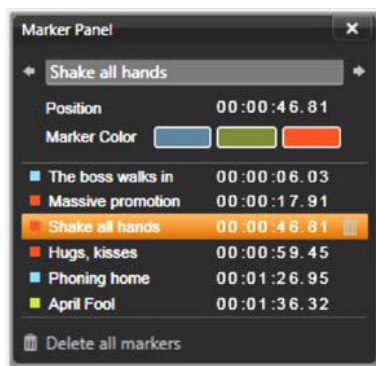 Marker Panel
Shake all hands
Position 00:00:46.81
Marker Color
The boss walks in 00:00:06.03
Massive promotion 00:00:17.91
Shake all hands 00:00:46.81
Hugs, kisses 00:00:59.45
Phoning home 00:01:26.95
April Fool 00:01:36.32
Delete all markers